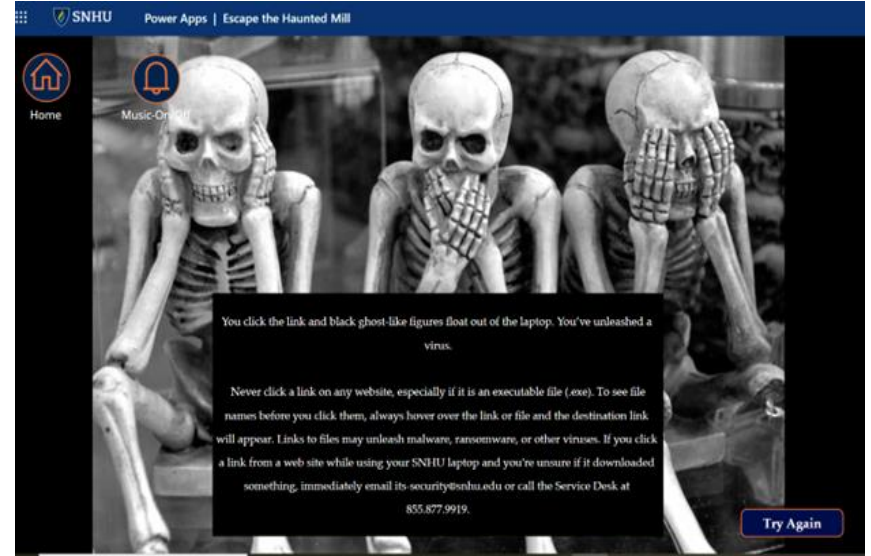 SNHU
Power Apps | Escape the Haunted Mill
Home
Music-On/Off
You click the link and black ghost-like figures float out of the laptop. You've unleashed a
virus.
Never click a link on any website, especially if it is an executable file (.exe). To see file
names before you click them, always hover over the link or file and the destination link
will appear. Links to files may unleash malware, ransomware, or other viruses. If you click
a link from a web site while using your SNHU laptop and you're unsure if it downloaded
something, immediately email its-security@snhu.edu or call the Service Desk at
855.877.9919.
Try Again